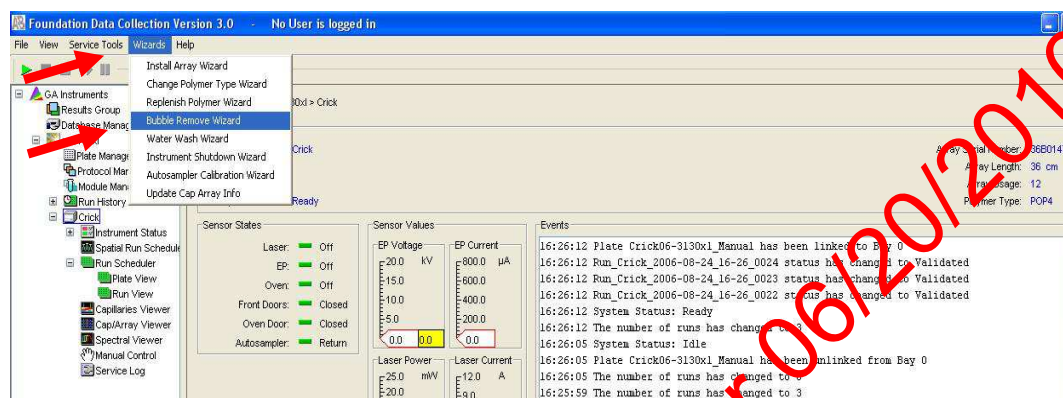 Foundation Data Collection Version 3.0 - No User is logged in
File View Service Tools Wizards Help
Install Array Wizard
Change Polymer Type Wizard
Replenish Polymer Wizard
Bubble Remove Wizard
Water Wash Wizard
Instrument Shutdown Wizard
Autosampler Calibration Wizard
Update Cap Array Info
GA Instruments
Results Group
Database Manag
Plate Manage
Protocol Mar
Module Man
Run History
Crick
Instrument Status
Spatial Run Schedule
Run Scheduler
Plate View
Run View
Capillaries Viewer
Cap/Array Viewer
Spectral Viewer
Manual Control
Service Log
> Crick
Crick
Ready
Array Length: 36 cm
12
POP4
Sensor States
Laser: Off
EP: Off
Oven: Off
Front Doors: Closed
Oven Door: Closed
Autosampler: Return
Sensor Values
EP Voltage
20.0 kV
15.0
10.0
5.0
0.0 0.0
EP Current
800.0 µA
600.0
400.0
200.0
0.0
Laser Power
25.0 mW
20.0
Laser Current
12.0 A
9.0
Events
16:26:12 Plate Crick06-3130xl_Manual has been linked to Bay 0
16:26:12 Run_Crick_2006-08-24_16-26_0024 status has changed to Validated
16:26:12 Run_Crick_2006-08-24_16-26_0023 status has changed to Validated
16:26:12 Run_Crick_2006-08-24_16-26_0022 status has changed to Validated
16:26:12 System Status: Ready
16:26:12 The number of runs has changed to 3
16:26:05 System Status: Idle
16:26:05 Plate Crick06-3130xl_Manual has been unlinked from Bay 0
16:26:05 The number of runs has changed to
16:25:59 The number of runs has changed to 3
06/20/201